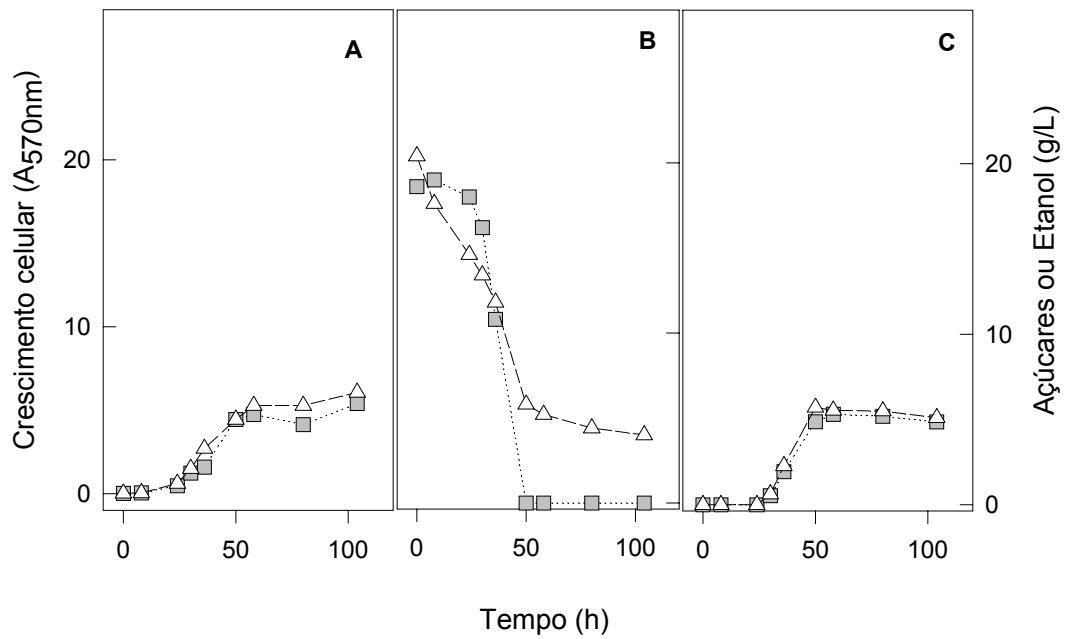 A
B
C
Crescimento celular (A570nm)
20
10
0
Açúcares ou Etanol (g/L)
20
10
0
0 50 100
0 50 100
0 50 100
Tempo (h)